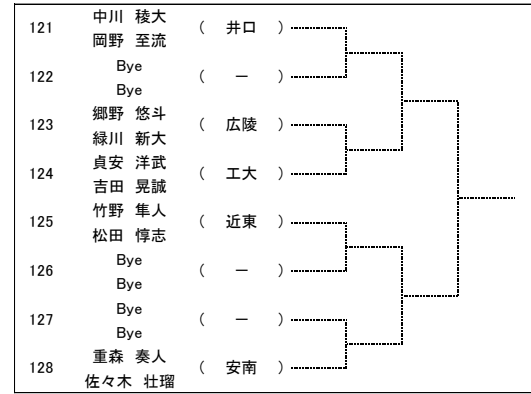 121 中川 稜大 ( 井口 )
岡野 至流
122 Bye ( ー )
Bye
123 郷野 悠斗 ( 広陵 )
緑川 新大
124 貞安 洋武 ( 工大 )
吉田 晃誠
125 竹野 隼人 ( 近東 )
松田 惇志
126 Bye ( ー )
Bye
127 Bye ( ー )
Bye
128 重森 奏人 ( 安南 )
佐々木 壮瑠